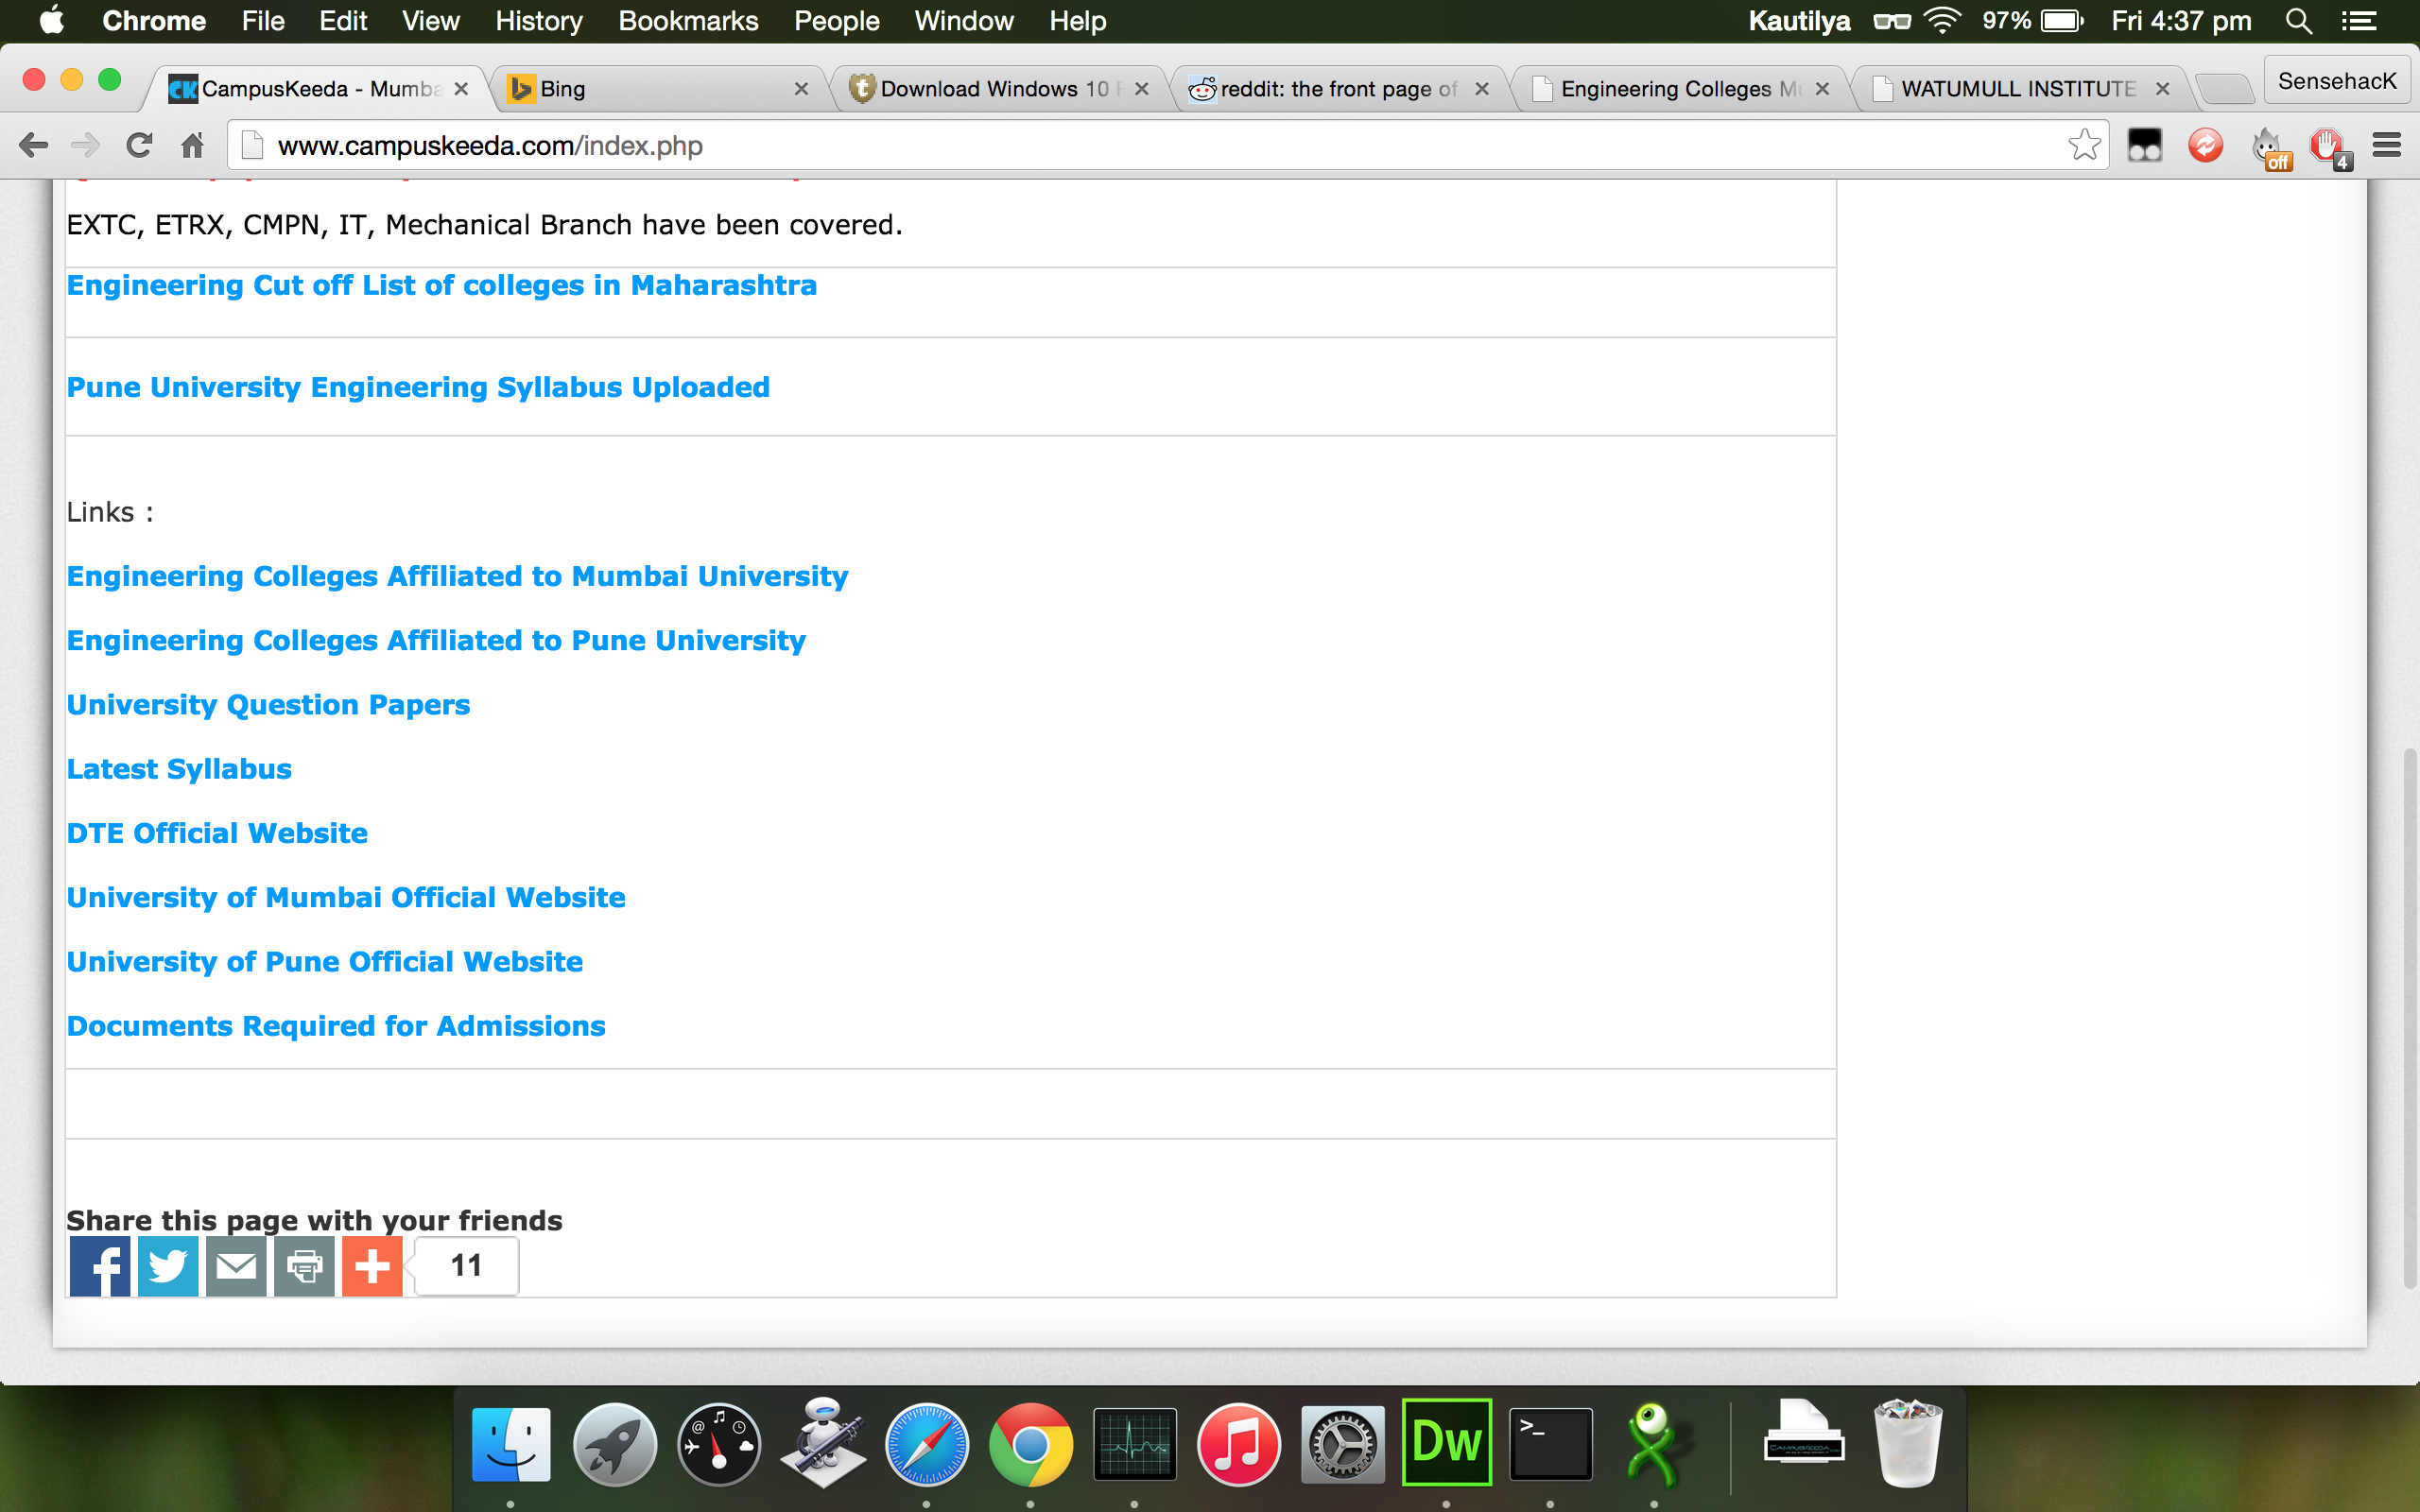 Chrome File Edit View History Bookmarks People Window Help Kautilya 97% Fri 4:37 pm
CampusKeeda - Mumba Bing Download Windows 10 reddit: the front page of Engineering Colleges M WATUMULL INSTITUTE SensehacK
www.campuskeeda.com/index.php off 4
EXTC, ETRX, CMPN, IT, Mechanical Branch have been covered.
Engineering Cut off List of colleges in Maharashtra
Pune University Engineering Syllabus Uploaded
Links :
Engineering Colleges Affiliated to Mumbai University
Engineering Colleges Affiliated to Pune University
University Question Papers
Latest Syllabus
DTE Official Website
University of Mumbai Official Website
University of Pune Official Website
Documents Required for Admissions
Share this page with your friends
11
Dw
CAMPUSKEEDA